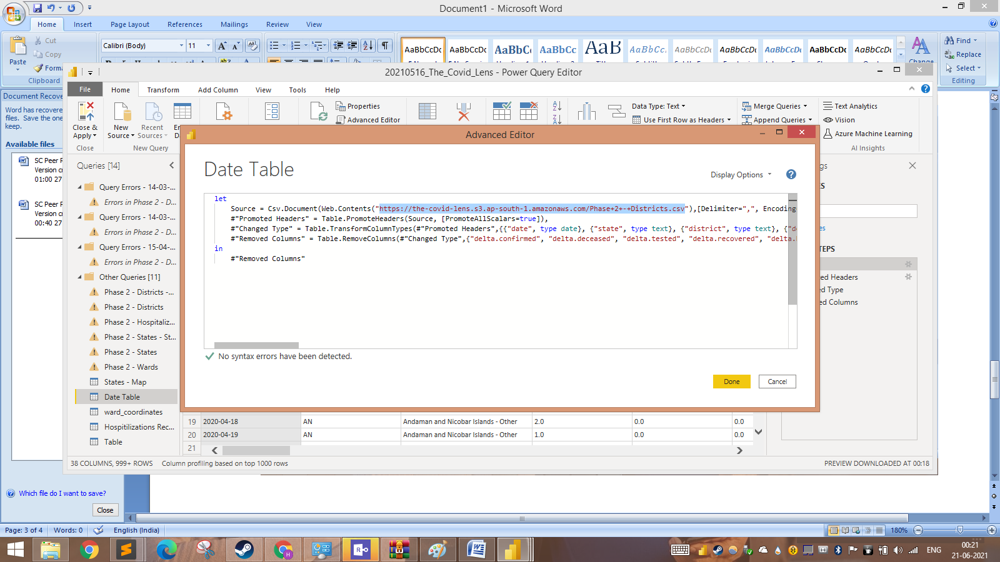 Document1 - Microsoft Word
Home Insert Page Layout References Mailings Review View
Cut
Copy
Paste
Clipboard
Calibri (Body) 11
AaBbCcDc AaBbCcDc AaBbCc AaBbCc AaB AaBbCc. AaBbCcDc AaBbCcDc AaBbCcDc AaBbCcDc AaBbCcDc
Find
Replace
Select
Editing
20210516_The_Covid_Lens - Power Query Editor
File Home Transform Add Column View Tools Help
Close &
Apply
Close
New
Source
Recent
Sources
New Query
Properties
Advanced Editor
Data Type: Text
Use First Row as Headers
Merge Queries
Append Queries
Text Analytics
Vision
Azure Machine Learning
AI Insights
Word has recovere
files. Save the one
keep.
Available files
SC Peer F
Version cr
01:00 27
SC Peer F
Version cr
00:40 27
Which file do I want to save?
Close
Queries [14]
Query Errors - 14-03-...
Errors in Phase 2 - D...
Query Errors - 14-03-...
Errors in Phase 2 - D...
Query Errors - 15-04-...
Errors in Phase 2 - D...
Other Queries [11]
Phase 2 - Districts -...
Phase 2 - Districts
Phase 2 - Hospitaliz...
Phase 2 - States - St...
Phase 2 - States
Phase 2 - Wards
States - Map
Date Table
ward_coordinates
Hospitilizations Rec...
Table
Advanced Editor
Date Table
Display Options
let
Source = Csv.Document(Web.Contents("https://the-covid-lens.s3.ap-south-1.amazonaws.com/Phase+2+-+Districts.csv"),[Delimiter=",", Encoding
#"Promoted Headers" = Table.PromoteHeaders(Source, [PromoteAllScalars=true]),
#"Changed Type" = Table.TransformColumnTypes(#"Promoted Headers",{{"date", type date}, {"state", type text}, {"district", type text}, {"d
#"Removed Columns" = Table.RemoveColumns(#"Changed Type",{"delta.confirmed", "delta.deceased", "delta.tested", "delta.recovered", "delta.
in
#"Removed Columns"
No syntax errors have been detected.
Done Cancel
gs
S
es
TEPS
ed Headers
ed Type
ed Columns
19 2020-04-18 AN Andaman and Nicobar Islands - Other 2.0 0.0 0.0
20 2020-04-19 AN Andaman and Nicobar Islands - Other 1.0 0.0 0.0
21
38 COLUMNS, 999+ ROWS Column profiling based on top 1000 rows PREVIEW DOWNLOADED AT 00:18
Page: 3 of 4 Words: 0 English (India) 180%
ENG
00:21
21-06-2021